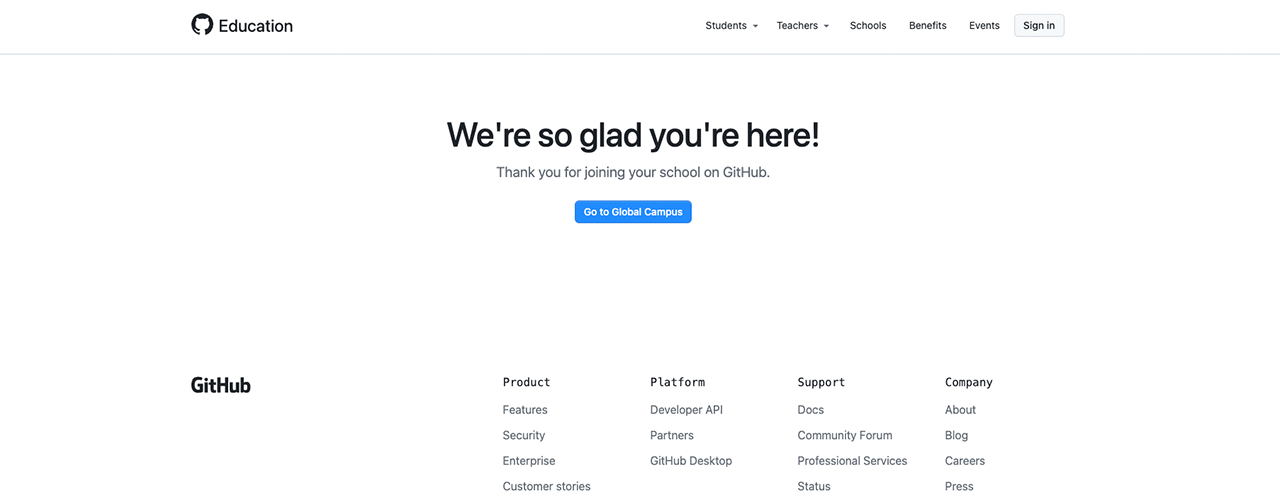 Education Students Teachers Schools Benefits Events Sign in
We're so glad you're here!
Thank you for joining your school on GitHub.
Go to Global Campus
GitHub Product Platform Support Company
Features Developer API Docs About
Security Partners Community Forum Blog
Enterprise GitHub Desktop Professional Services Careers
Customer stories Status Press